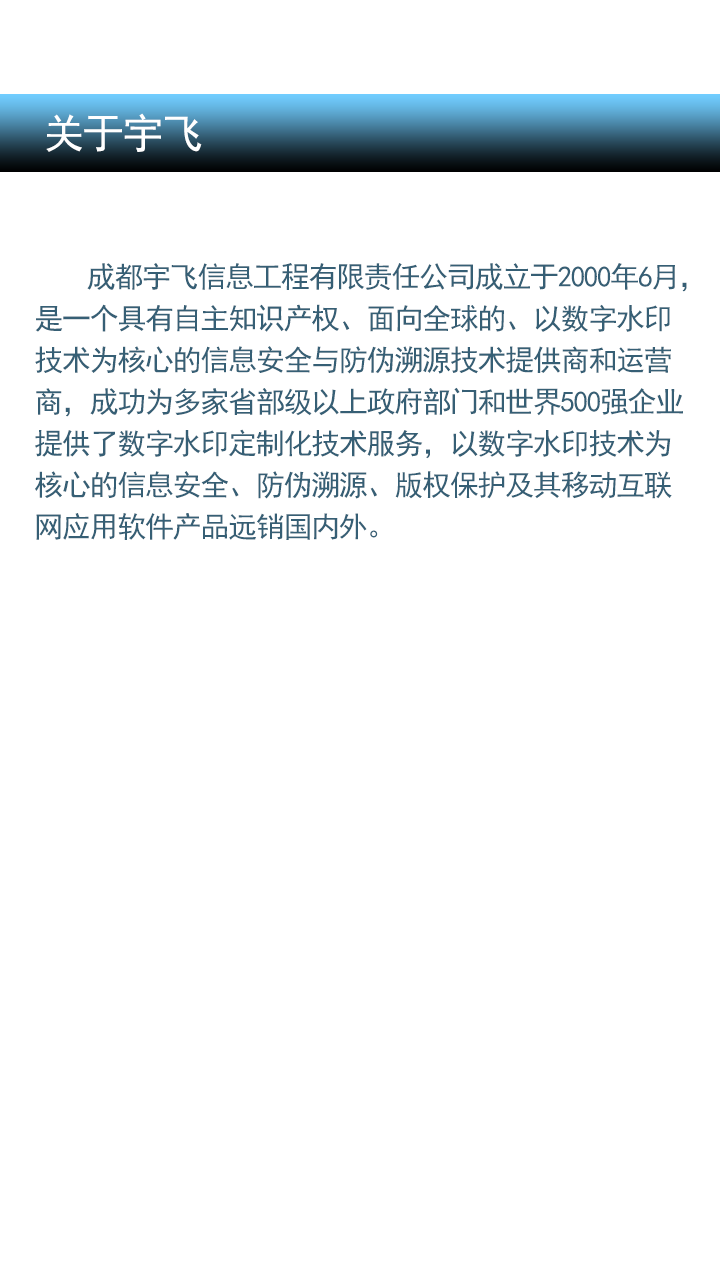 关于宇飞
成都宇飞信息工程有限责任公司成立于2000年6月，
是一个具有自主知识产权、面向全球的、以数字水印
技术为核心的信息安全与防伪溯源技术提供商和运营
商，成功为多家省部级以上政府部门和世界500强企业
提供了数字水印定制化技术服务，以数字水印技术为
核心的信息安全、防伪溯源、版权保护及其移动互联
网应用软件产品远销国内外。